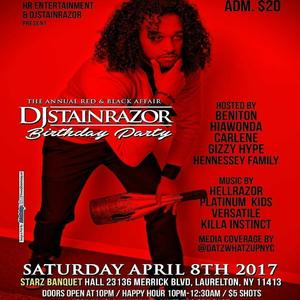 HR ENTERTAINMENT
& DJSTAINRAZOR
PRESENT
ADM. $20
THE ANNUAL RED & BLACK AFFAIR
DJSTAINRAZOR
Birthday Party
HOSTED BY
BENITON
HIAWONDA
CARLENE
GIZZY HYPE
HENNESSEY FAMILY
MUSIC BY
HELLRAZOR
PLATINUM KIDS
VERSATILE
KILLA INSTINCT
MEDIA COVERAGE BY
@DATZWHATZUPNYC
SATURDAY APRIL 8TH 2017
STARZ BANQUET HALL 23136 MERRICK BLVD, LAURELTON, NY 11413
DOORS OPEN AT 10PM / HAPPY HOUR 10PM-12:30AM / $5 SHOTS